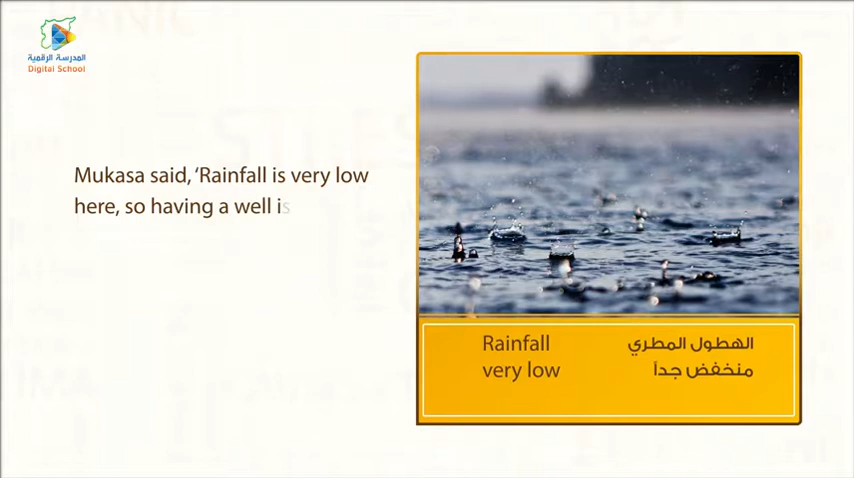 المدرسة الرقمية
Digital School
Mukasa said, ‘Rainfall is very low
here, so having a well is
Rainfall
very low
الهطول المطري
منخفض جداً